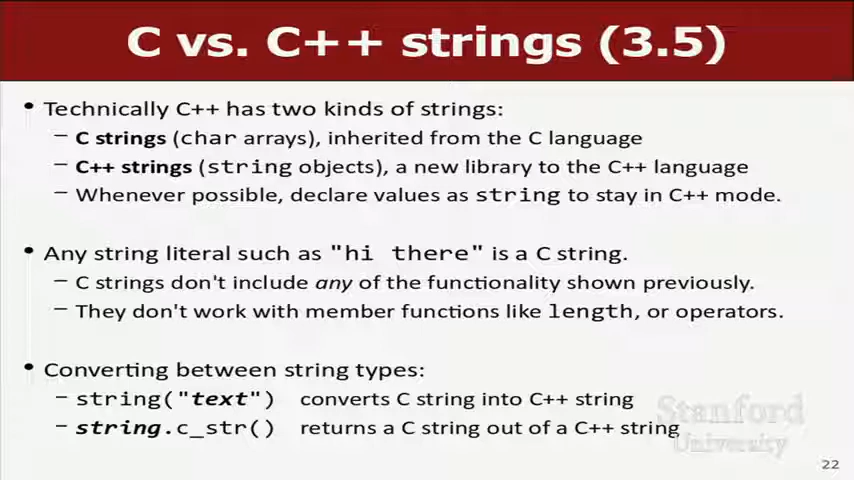 C vs. C++ strings (3.5)
• Technically C++ has two kinds of strings:
– C strings (char arrays), inherited from the C language
– C++ strings (string objects), a new library to the C++ language
– Whenever possible, declare values as string to stay in C++ mode.
• Any string literal such as "hi there" is a C string.
– C strings don't include any of the functionality shown previously.
– They don't work with member functions like length, or operators.
• Converting between string types:
– string("text") converts C string into C++ string
– string.c_str() returns a C string out of a C++ string
Stanford
University
22